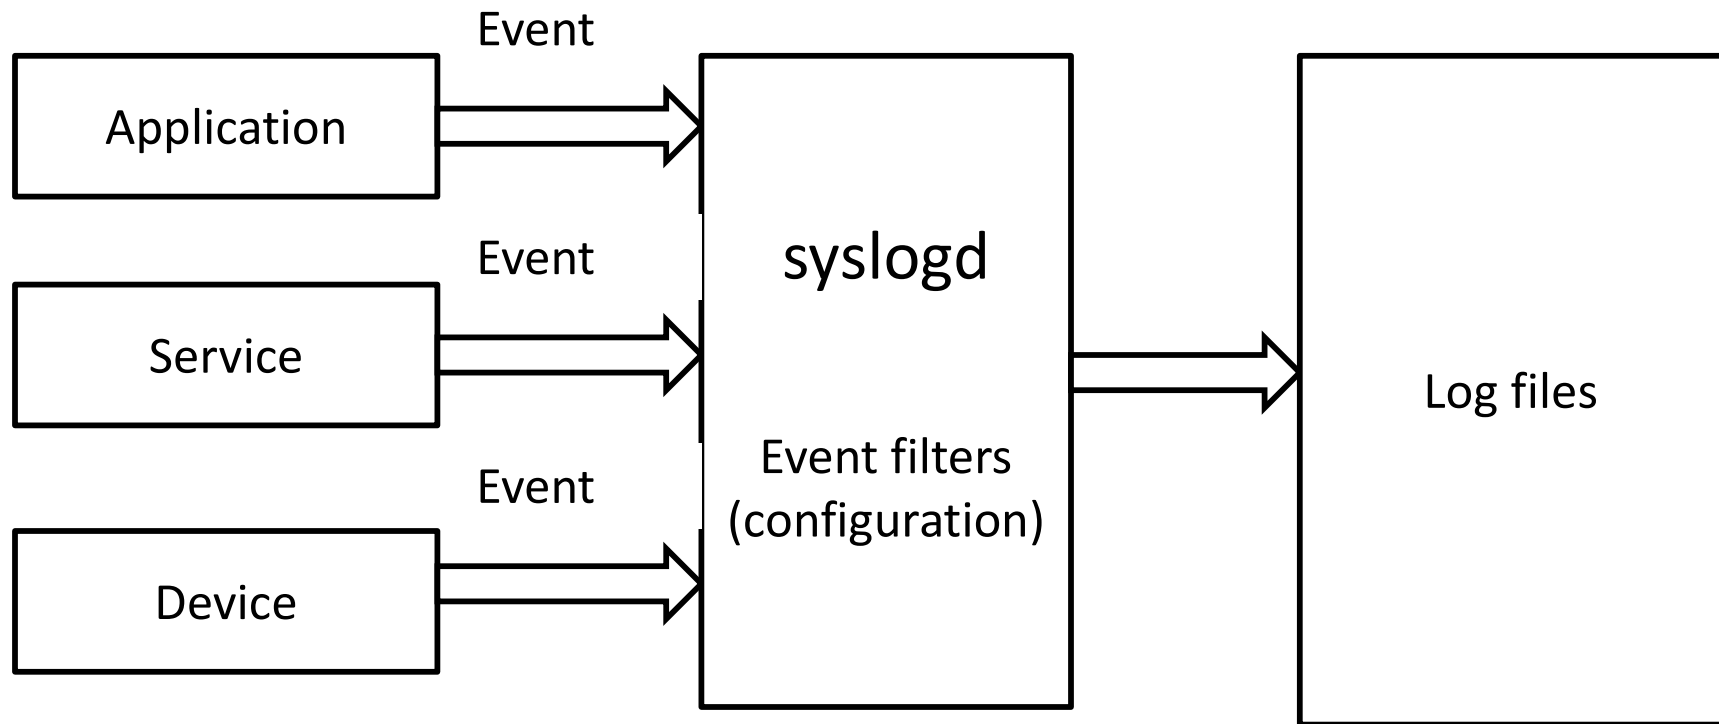 Event
Application
Event
Service
Event
Device
syslogd
Event filters
(configuration)
Log files